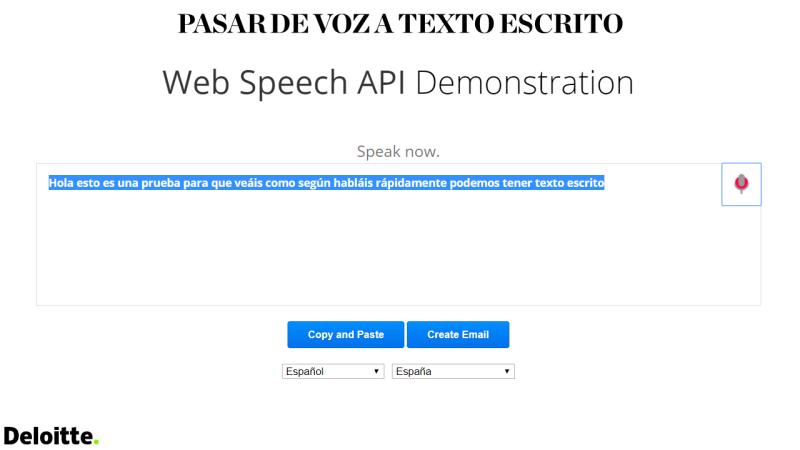 PASAR DE VOZ A TEXTO ESCRITO
Web Speech API Demonstration
Speak now.
Hola esto es una prueba para que veáis como según habláis rápidamente podemos tener texto escrito
Copy and Paste Create Email
Español España
Deloitte.